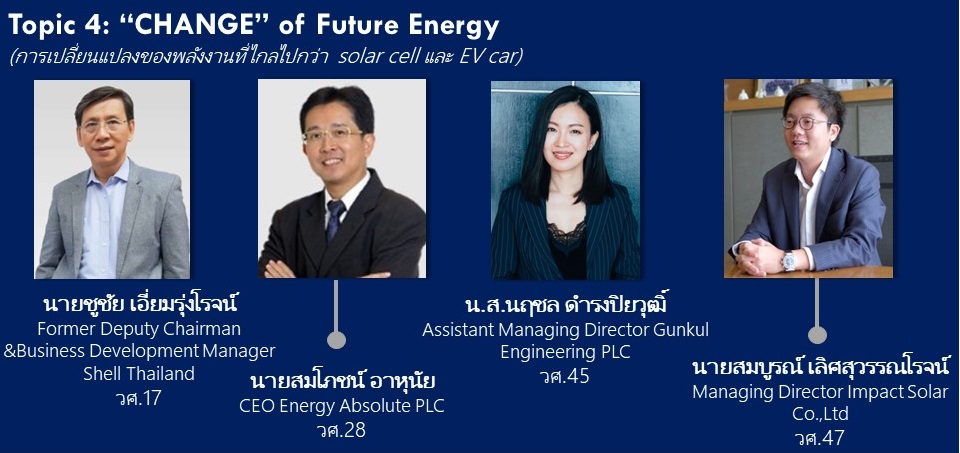 Topic 4: “CHANGE” of Future Energy
(การเปลี่ยนแปลงของพลังงานที่ไกลไปกว่า solar cell และ EV car)
นายชูชัย เอี่ยมรุ่งโรจน์
Former Deputy Chairman
&Business Development Manager
Shell Thailand
วศ.17
นายสมโภชน์ อาหุนัย
CEO Energy Absolute PLC
วศ.28
น.ส.นฤชล ดำรงปิยวุฒิ์
Assistant Managing Director Gunkul
Engineering PLC
วศ.45
นายสมบูรณ์ เลิศสุวรรณโรจน์
Managing Director Impact Solar
Co.,Ltd
วศ.47